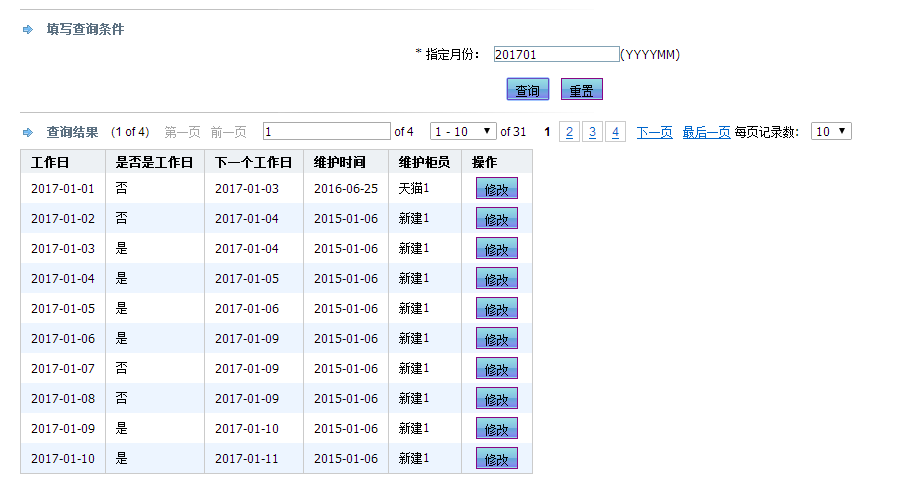 填写查询条件
* 指定月份： 201701 (YYYYMM)
查询 重置
查询结果 (1 of 4) 第一页 前一页 1 of 4 1 - 10 of 31 1 2 3 4 下一页 最后一页 每页记录数： 10
工作日 是否是工作日 下一个工作日 维护时间 维护柜员 操作
2017-01-01 否 2017-01-03 2016-06-25 天猫1 修改
2017-01-02 否 2017-01-04 2015-01-06 新建1 修改
2017-01-03 是 2017-01-04 2015-01-06 新建1 修改
2017-01-04 是 2017-01-05 2015-01-06 新建1 修改
2017-01-05 是 2017-01-06 2015-01-06 新建1 修改
2017-01-06 是 2017-01-09 2015-01-06 新建1 修改
2017-01-07 否 2017-01-09 2015-01-06 新建1 修改
2017-01-08 否 2017-01-09 2015-01-06 新建1 修改
2017-01-09 是 2017-01-10 2015-01-06 新建1 修改
2017-01-10 是 2017-01-11 2015-01-06 新建1 修改